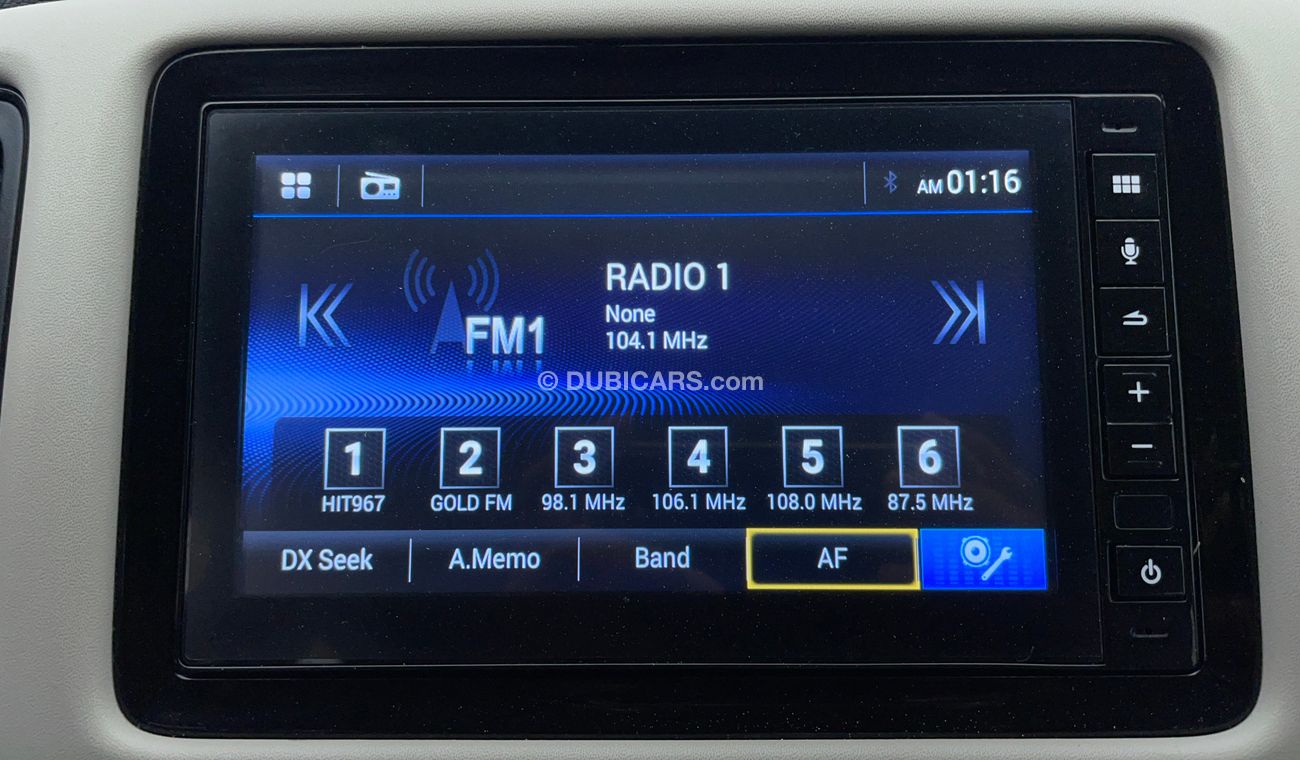 AM 01:16
RADIO 1
None
104.1 MHz
FM1
© DUBICARS.com
1 2 3 4 5 6
HIT967 GOLD FM 98.1 MHz 106.1 MHz 108.0 MHz 87.5 MHz
DX Seek A.Memo Band AF